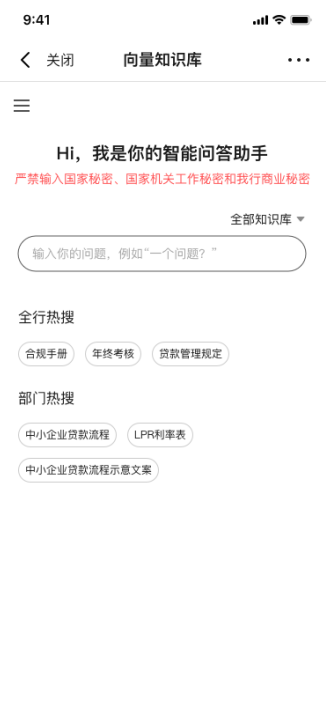 9:41
关闭 向量知识库
Hi，我是你的智能问答助手
严禁输入国家秘密、国家机关工作秘密和我行商业秘密
全部知识库
输入你的问题，例如“一个问题？”
全行热搜
合规手册 年终考核 贷款管理规定
部门热搜
中小企业贷款流程 LPR利率表
中小企业贷款流程示意文案